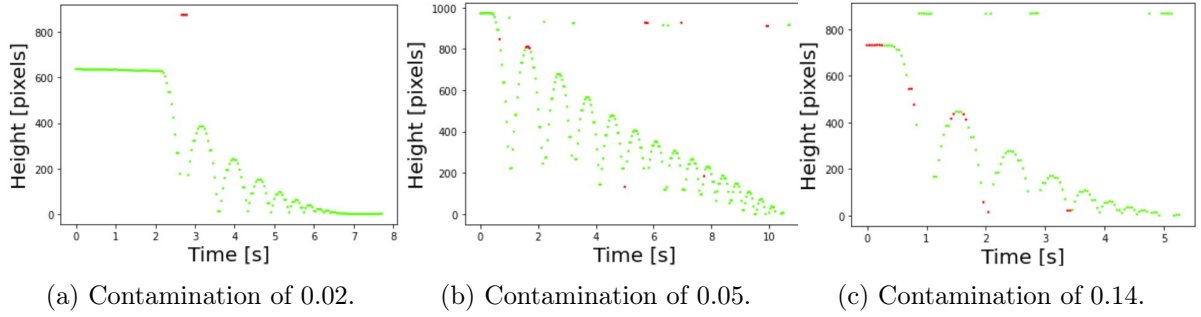 800
600
400
200
0
Height [pixels]
0 1 2 3 4 5 6 7 8
Time [s]
1000
800
600
400
200
0
Height [pixels]
0 2 4 6 8 10
Time [s]
800
600
400
200
0
Height [pixels]
0 1 2 3 4 5
Time [s]
(a) Contamination of 0.02.
(b) Contamination of 0.05.
(c) Contamination of 0.14.